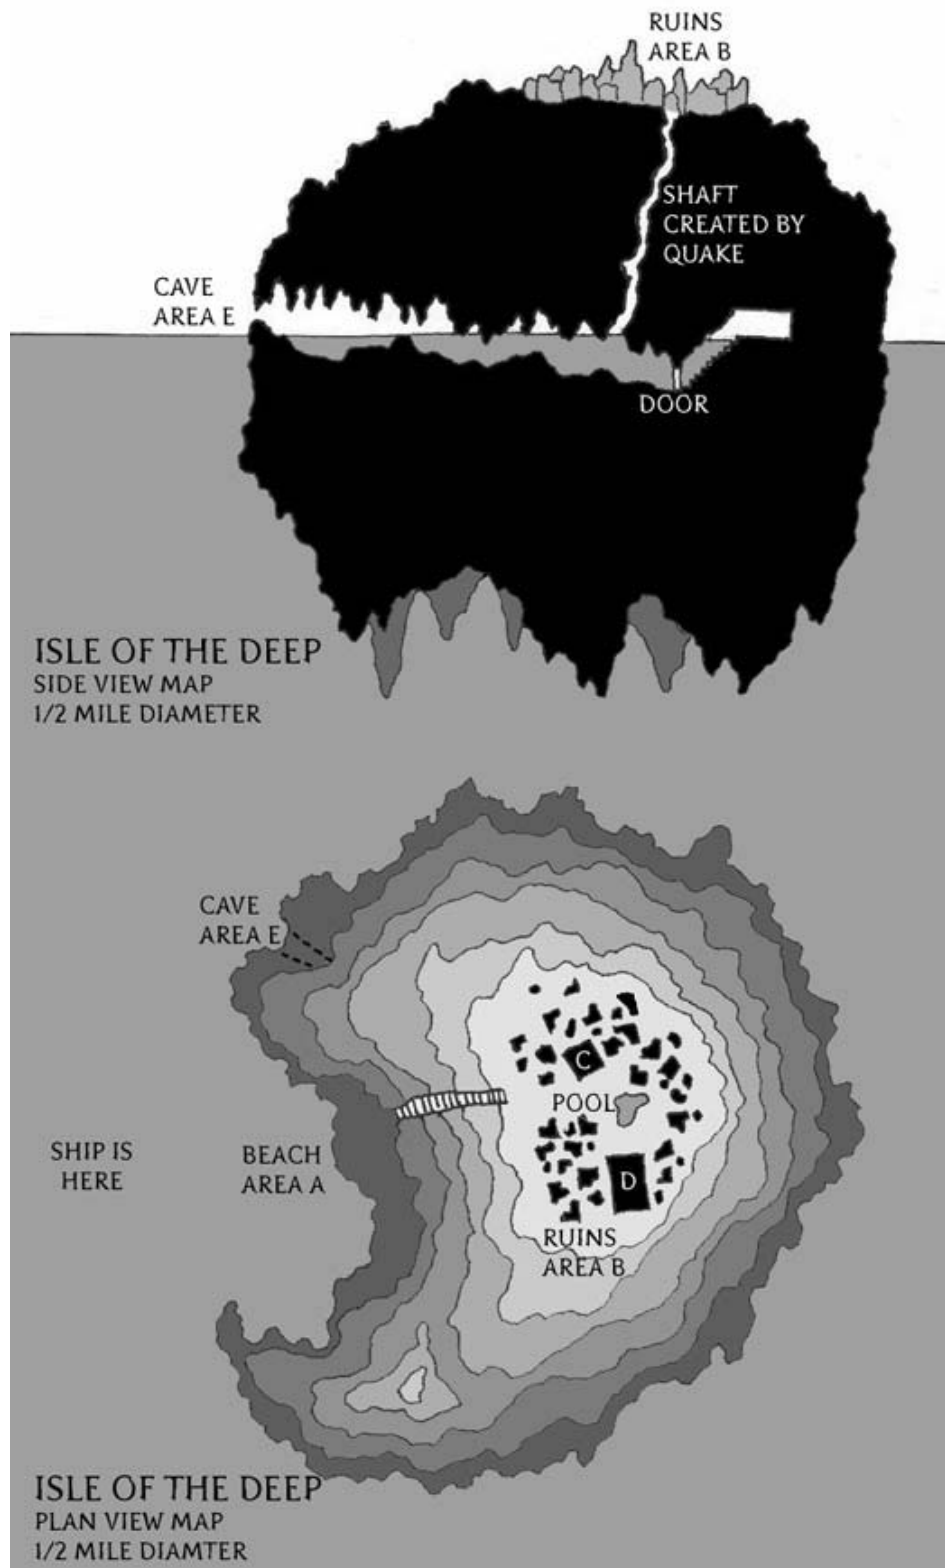 RUINS
AREA B
SHAFT
CREATED BY
QUAKE
CAVE
AREA E
DOOR
ISLE OF THE DEEP
SIDE VIEW MAP
1/2 MILE DIAMETER
CAVE
AREA E
C
POOL
SHIP IS
HERE
BEACH
AREA A
D
RUINS
AREA B
ISLE OF THE DEEP
PLAN VIEW MAP
1/2 MILE DIAMTER